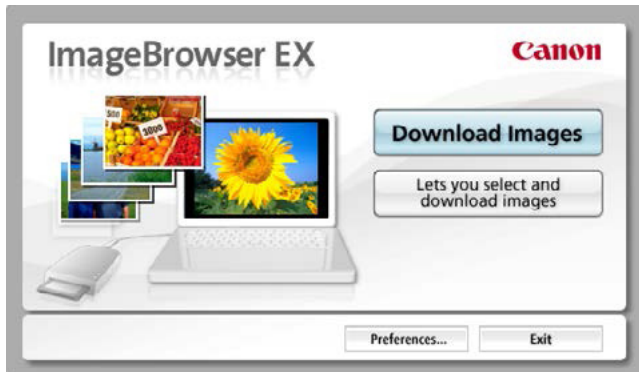 ImageBrowser EX
Canon
500
3000
Download Images
Lets you select and
download images
Preferences...
Exit